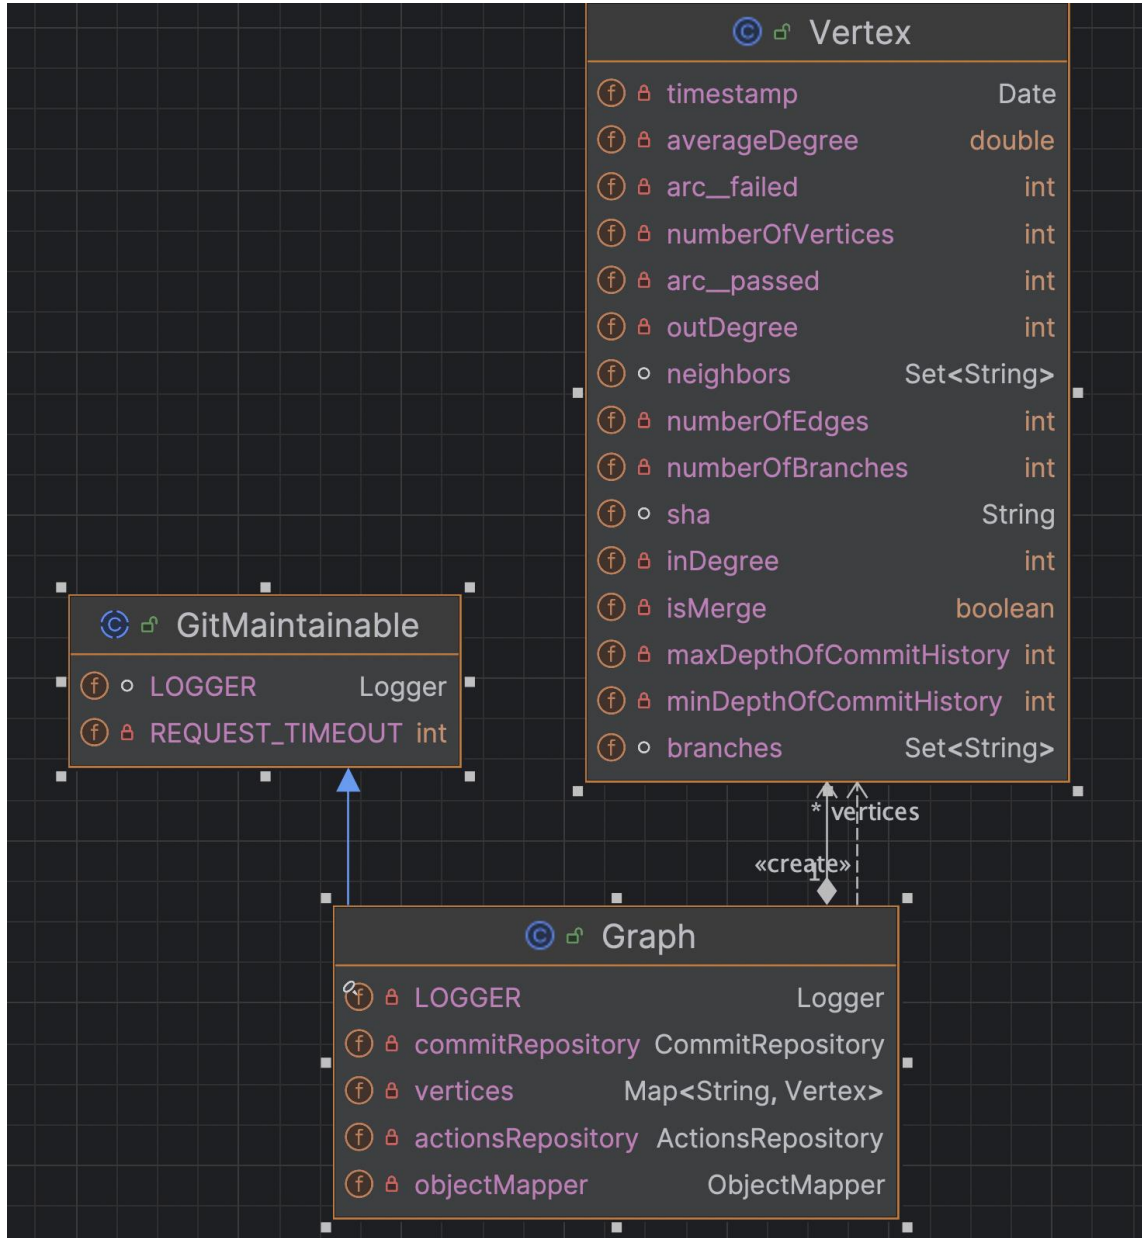 Vertex
timestamp Date
averageDegree double
arc__failed int
numberOfVertices int
arc__passed int
outDegree int
neighbors Set<String>
numberOfEdges int
numberOfBranches int
sha String
inDegree int
isMerge boolean
maxDepthOfCommitHistory int
minDepthOfCommitHistory int
branches Set<String>
GitMaintainable
LOGGER Logger
REQUEST_TIMEOUT int
* vertices
«create»
1
Graph
LOGGER Logger
commitRepository CommitRepository
vertices Map<String, Vertex>
actionsRepository ActionsRepository
objectMapper ObjectMapper